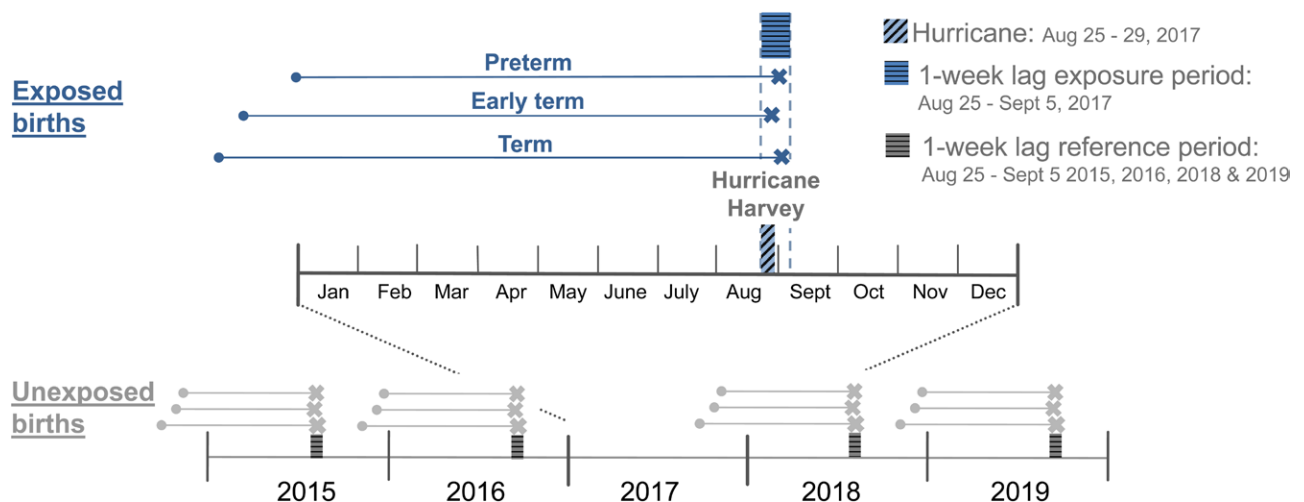 Exposed
births
Preterm
Early term
Term
Hurricane: Aug 25 - 29, 2017
1-week lag exposure period:
Aug 25 - Sept 5, 2017
1-week lag reference period:
Aug 25 - Sept 5 2015, 2016, 2018 & 2019
Hurricane
Harvey
Jan Feb Mar Apr May June July Aug Sept Oct Nov Dec
Unexposed
births
2015 2016 2017 2018 2019